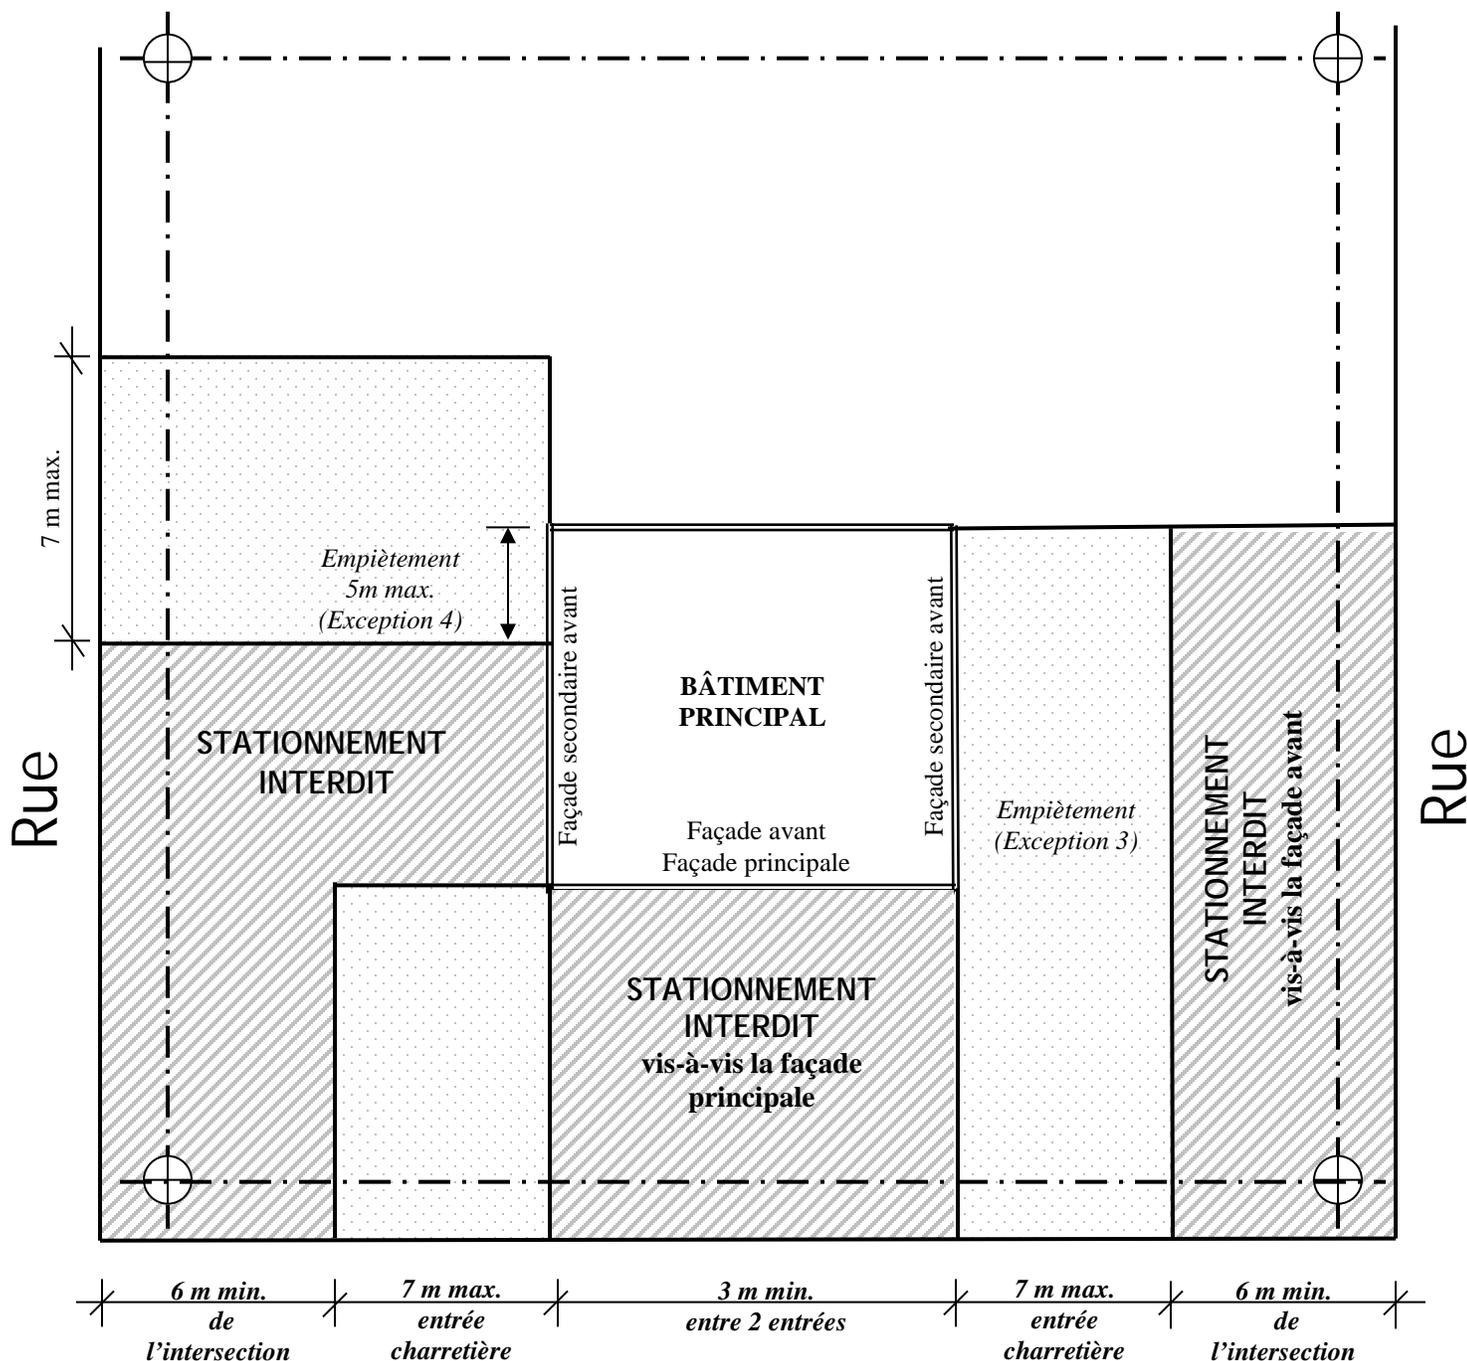 7 m max.
Empiètement
5m max.
(Exception 4)
Façade secondaire avant
Façade secondaire avant
BÂTIMENT
PRINCIPAL
STATIONNEMENT
INTERDIT
Rue
Façade avant
Façade principale
Empiètement
(Exception 3)
STATIONNEMENT
INTERDIT
vis-à-vis la façade avant
Rue
STATIONNEMENT
INTERDIT
vis-à-vis la façade
principale
6 m min.
de
l’intersection
7 m max.
entrée
charretière
3 m min.
entre 2 entrées
7 m max.
entrée
charretière
6 m min.
de
l’intersection